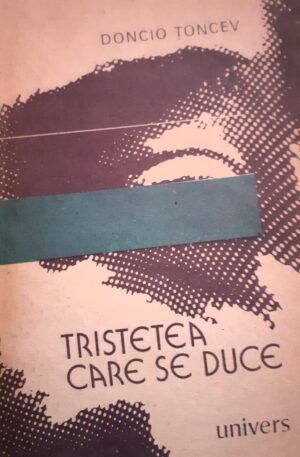 DONCIO TONCEV
TRISTEȚEA
CARE SE DUCE
univers